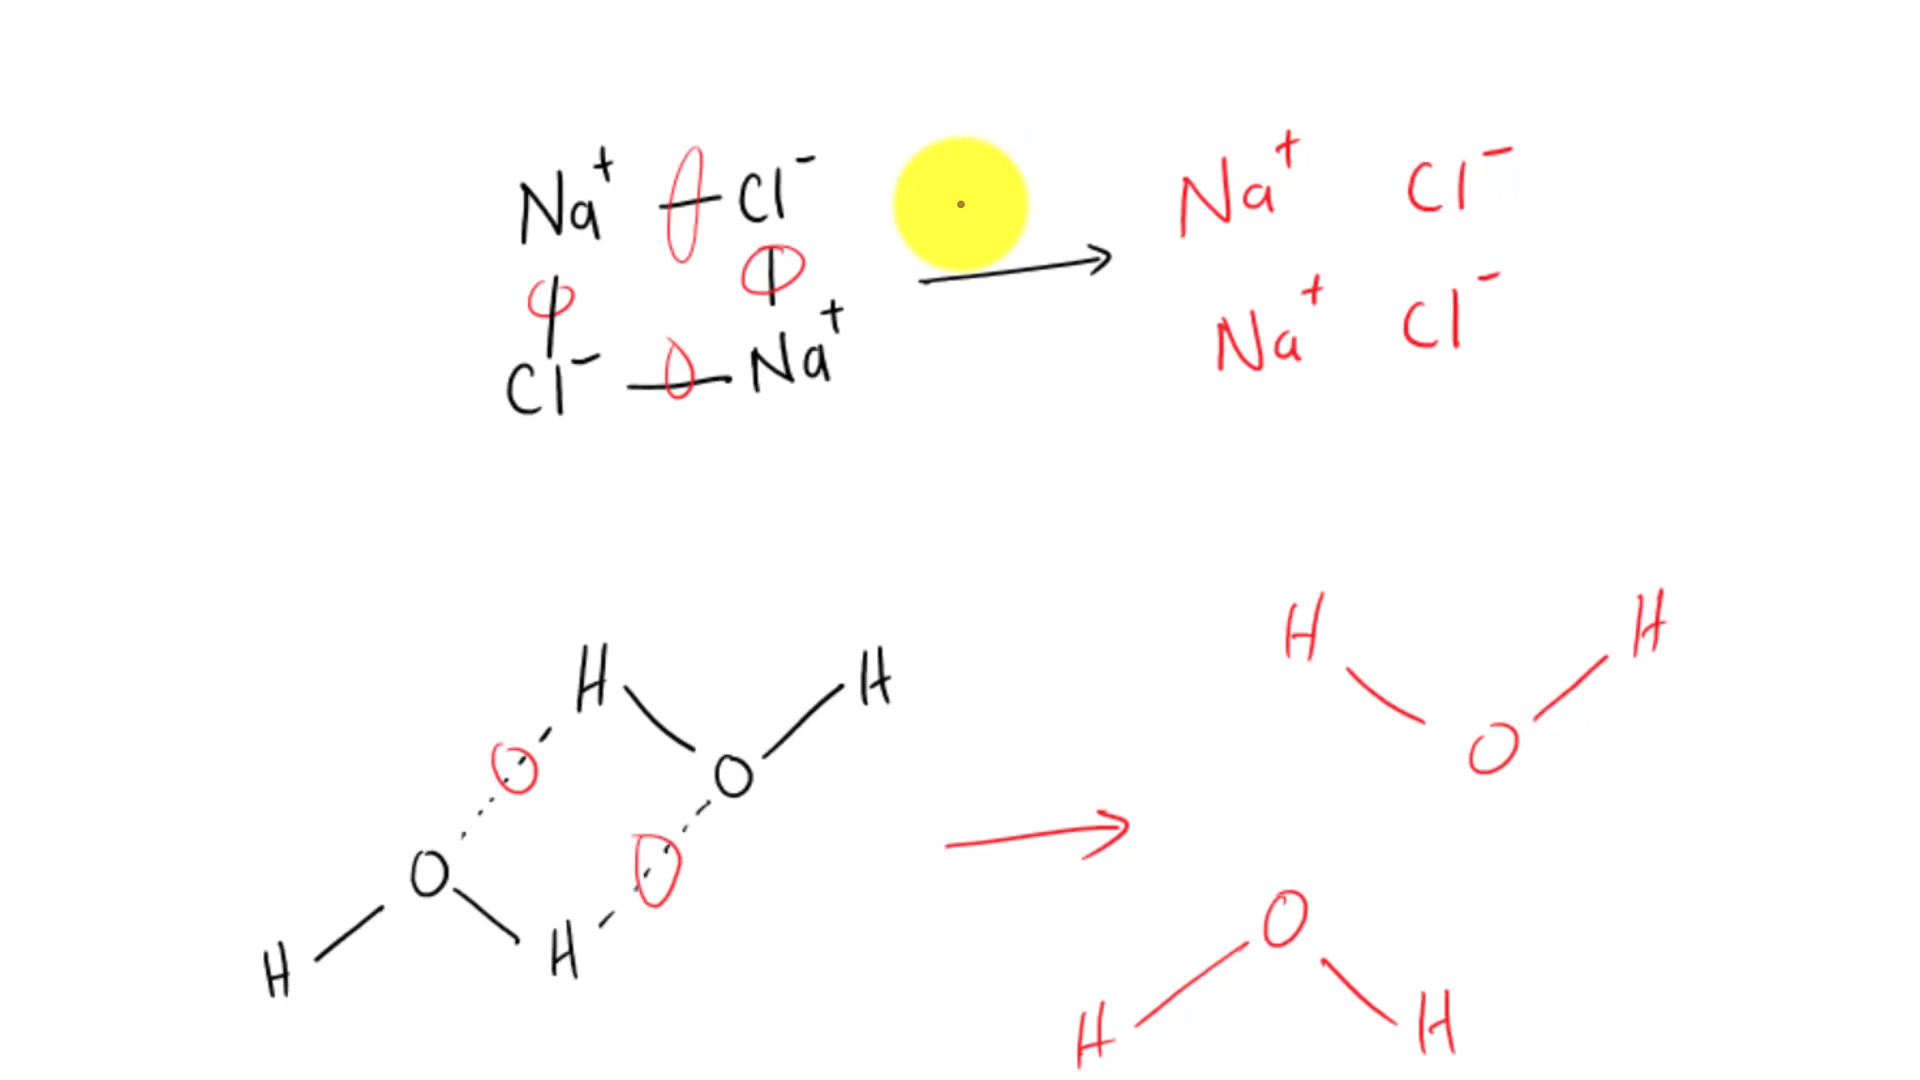 Na⁺ — Cl⁻ → Na⁺ Cl⁻
Cl⁻ — Na⁺ Na⁺ Cl⁻
H H H H
O O
O → O
H H H H